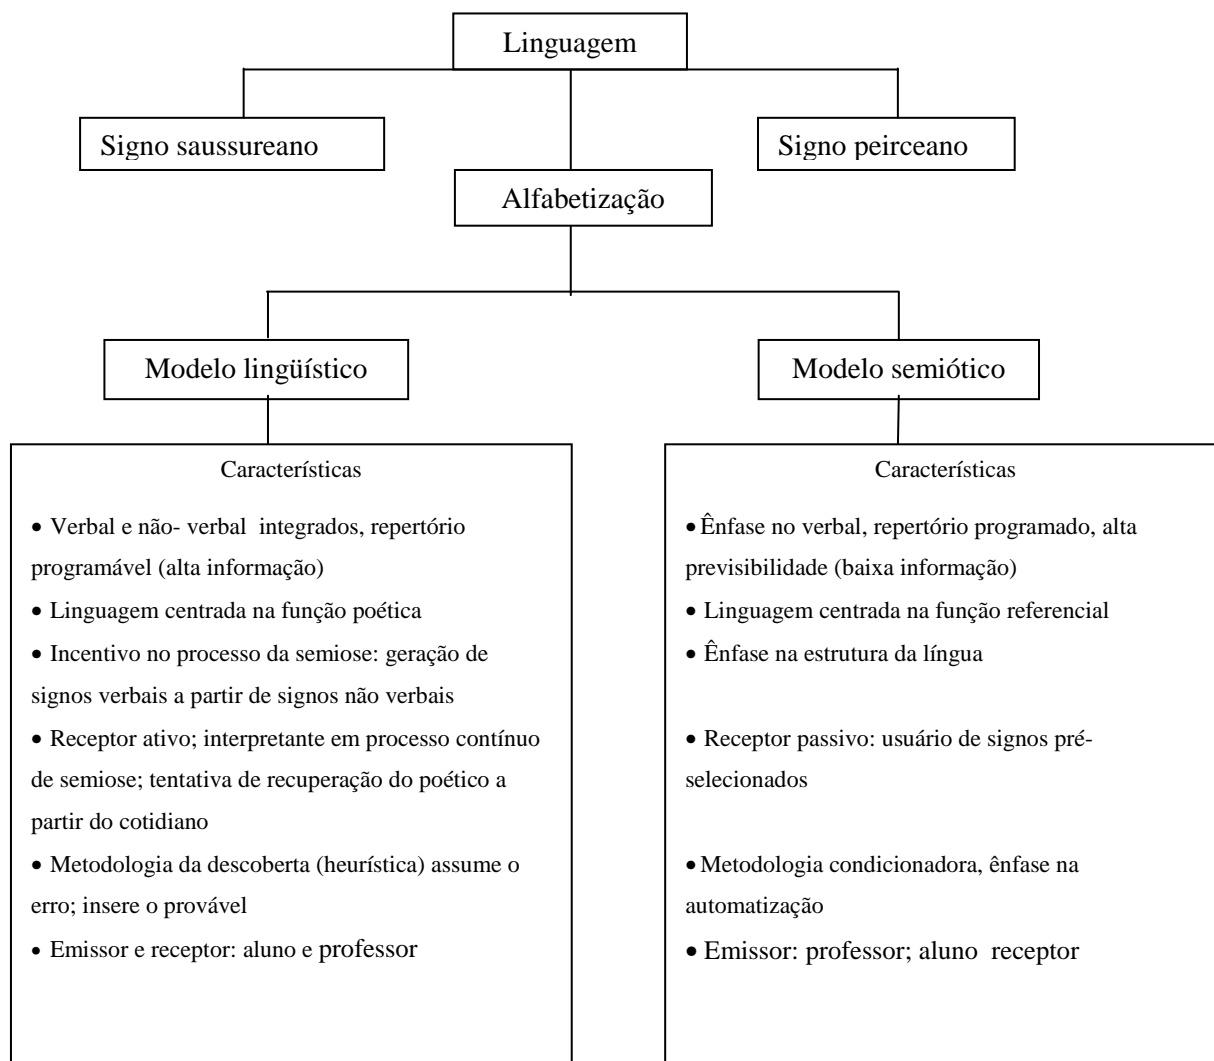 Linguagem
Signo saussureano
Signo peirceano
Alfabetização
Modelo lingüístico
Modelo semiótico
Característificas
• Verbal e não- verbal integrados, repertório
programável (alta informação)
• Linguagem centrada na função poética
• Incentivo no processo da semiose: geração de
signos verbais a partir de signos não verbais
• Receptor ativo; interpretante em processo contínuo
de semiose; tentativa de recuperação do poético a
partir do cotidiano
• Metodologia da descoberta (heurística) assume o
erro; insere o provável
• Emissor e receptor: aluno e professor
Característificas
• Ênfase no verbal, repertório programado, alta
previsibilidade (baixa informação)
• Linguagem centrada na função referencial
• Ênfase na estrutura da língua
• Receptor passivo: usuário de signos pré-
selecionados
• Metodologia condicionadora, ênfase na
automatização
• Emissor: professor; aluno receptor